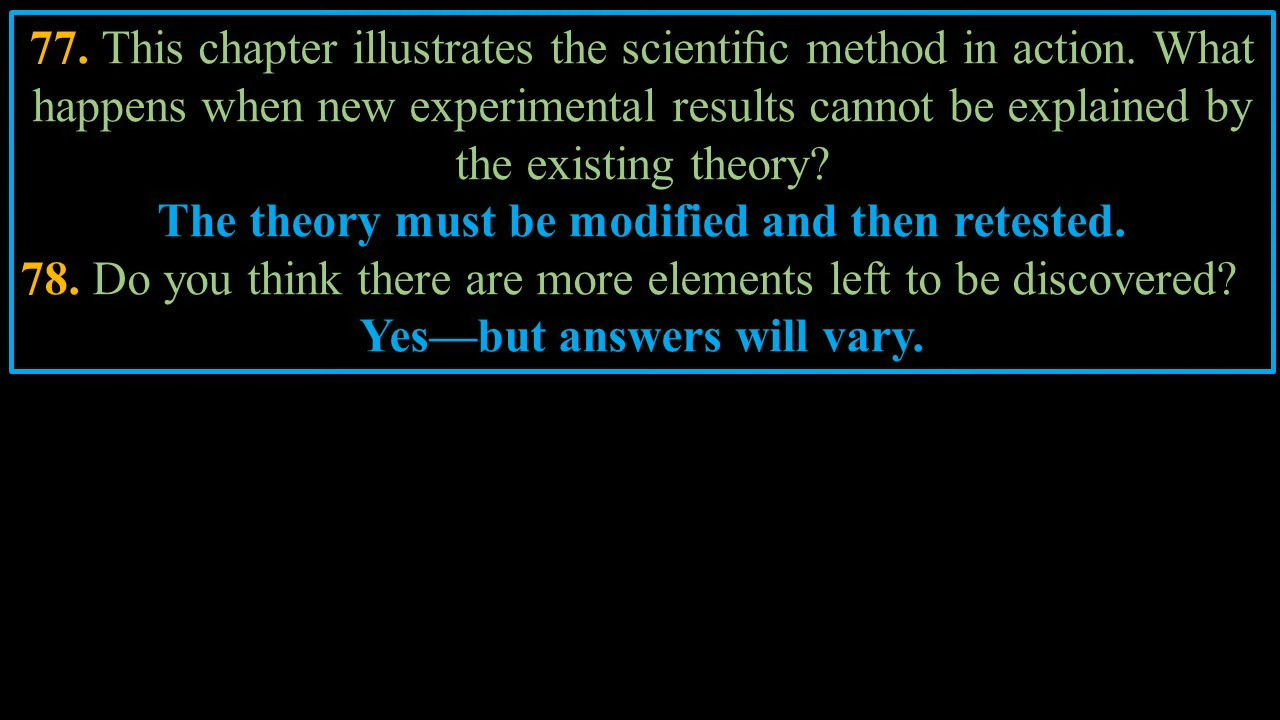 77. This chapter illustrates the scientific method in action. What
happens when new experimental results cannot be explained by
the existing theory?
The theory must be modified and then retested.
78. Do you think there are more elements left to be discovered?
Yes—but answers will vary.